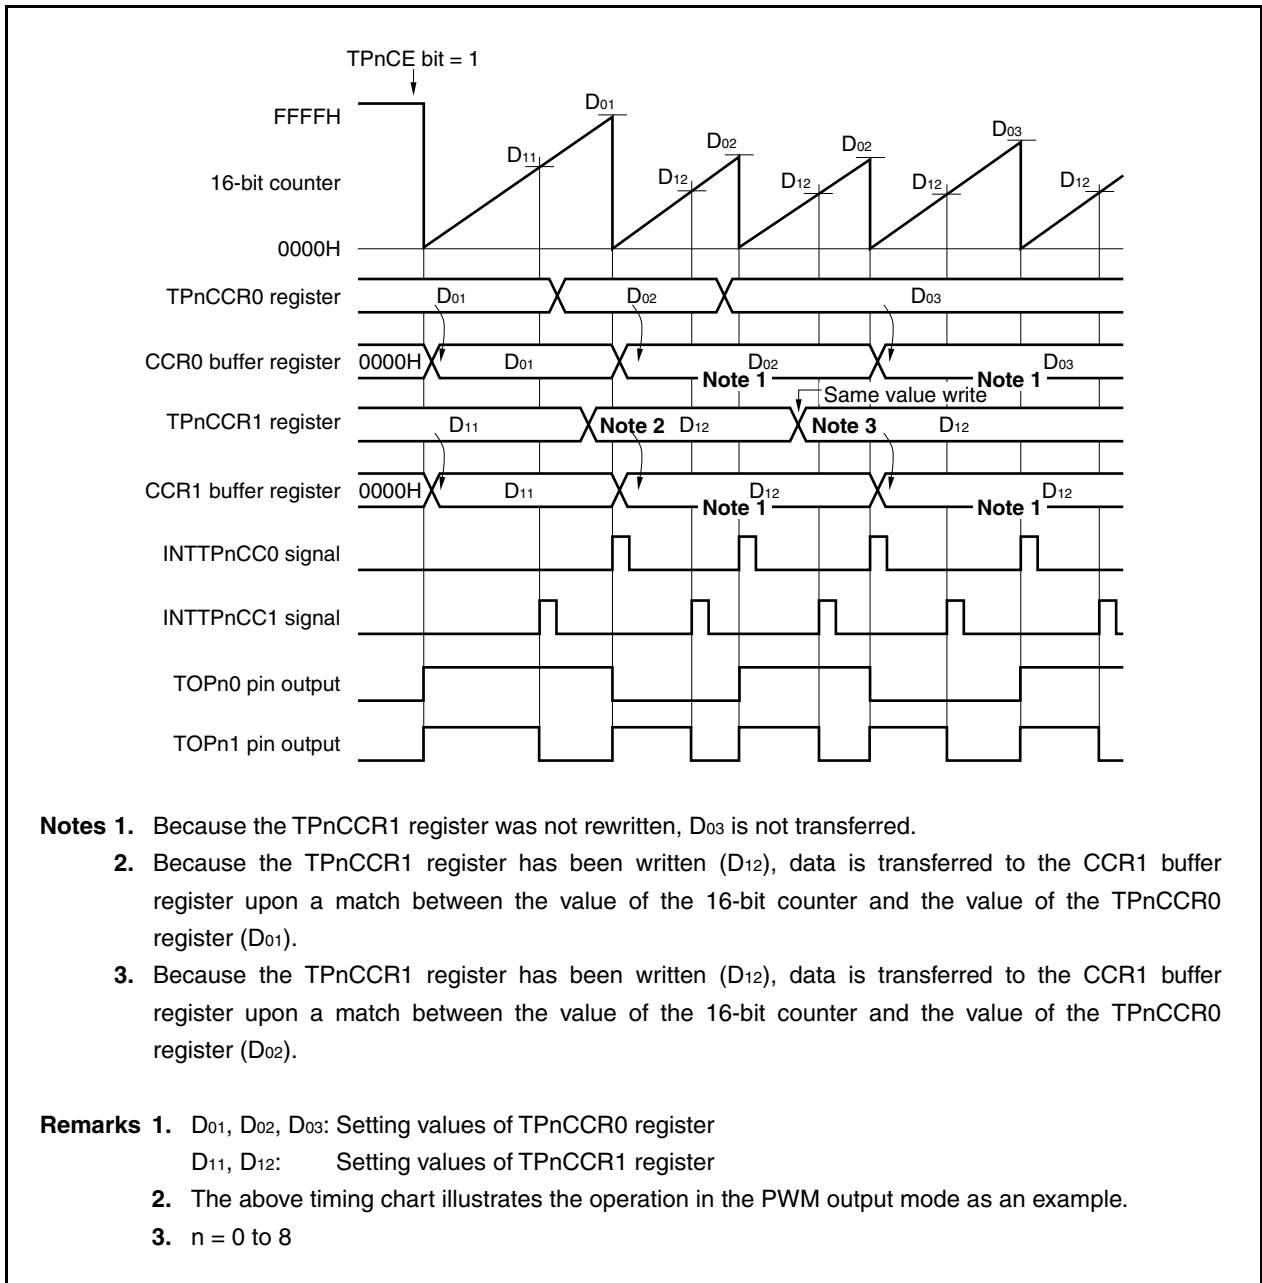 TPnCE bit = 1
FFFFH
D01
D11
D02
D02
D03
16-bit counter
D12
D12
D12
D12
0000H
TPnCCR0 register
D01
D02
D03
CCR0 buffer register
0000H
D01
D02
D03
Note 1
Note 1
Same value write
TPnCCR1 register
D11
Note 2
D12
Note 3
D12
CCR1 buffer register
0000H
D11
D12
D12
Note 1
Note 1
INTTPnCC0 signal
INTTPnCC1 signal
TOPn0 pin output
TOPn1 pin output
Notes 1. Because the TPnCCR1 register was not rewritten, D03 is not transferred.
2. Because the TPnCCR1 register has been written (D12), data is transferred to the CCR1 buffer
register upon a match between the value of the 16-bit counter and the value of the TPnCCR0
register (D01).
3. Because the TPnCCR1 register has been written (D12), data is transferred to the CCR1 buffer
register upon a match between the value of the 16-bit counter and the value of the TPnCCR0
register (D02).
Remarks 1. D01, D02, D03: Setting values of TPnCCR0 register
D11, D12: Setting values of TPnCCR1 register
2. The above timing chart illustrates the operation in the PWM output mode as an example.
3. n = 0 to 8